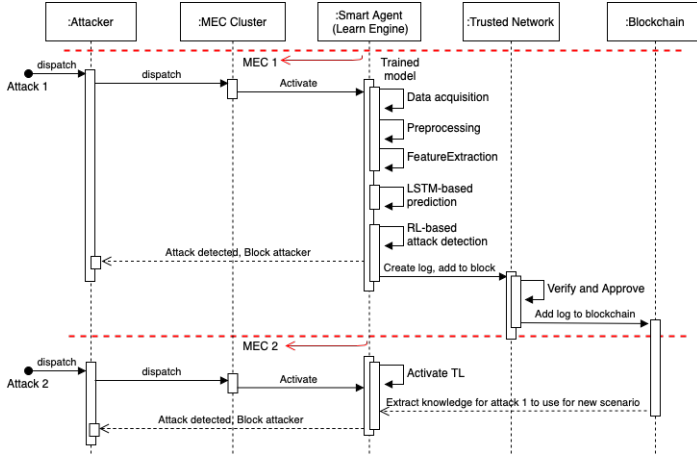 :Attacker
:MEC Cluster
:Smart Agent
(Learn Engine)
:Trusted Network
:Blockchain
MEC 1
dispatch
Attack 1
dispatch
Activate
Trained
model
Data acquisition
Preprocessing
FeatureExtraction
LSTM-based
prediction
RL-based
attack detection
Attack detected, Block attacker
Create log, add to block
Verify and Approve
Add log to blockchain
MEC 2
dispatch
Attack 2
dispatch
Activate
Activate TL
Extract knowledge for attack 1 to use for new scenario
Attack detected, Block attacker